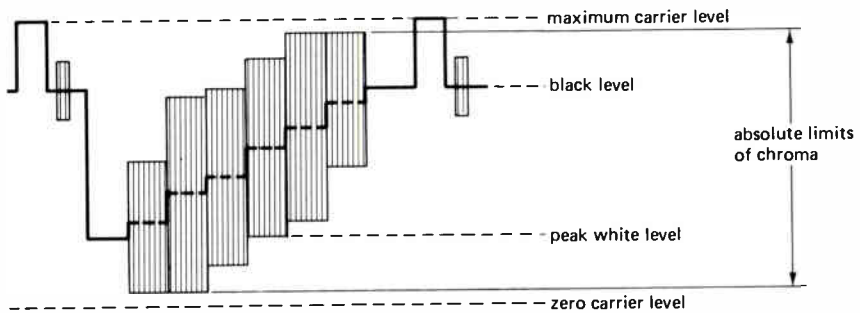 maximum carrier level
black level
absolute limits
of chroma
peak white level
zero carrier level